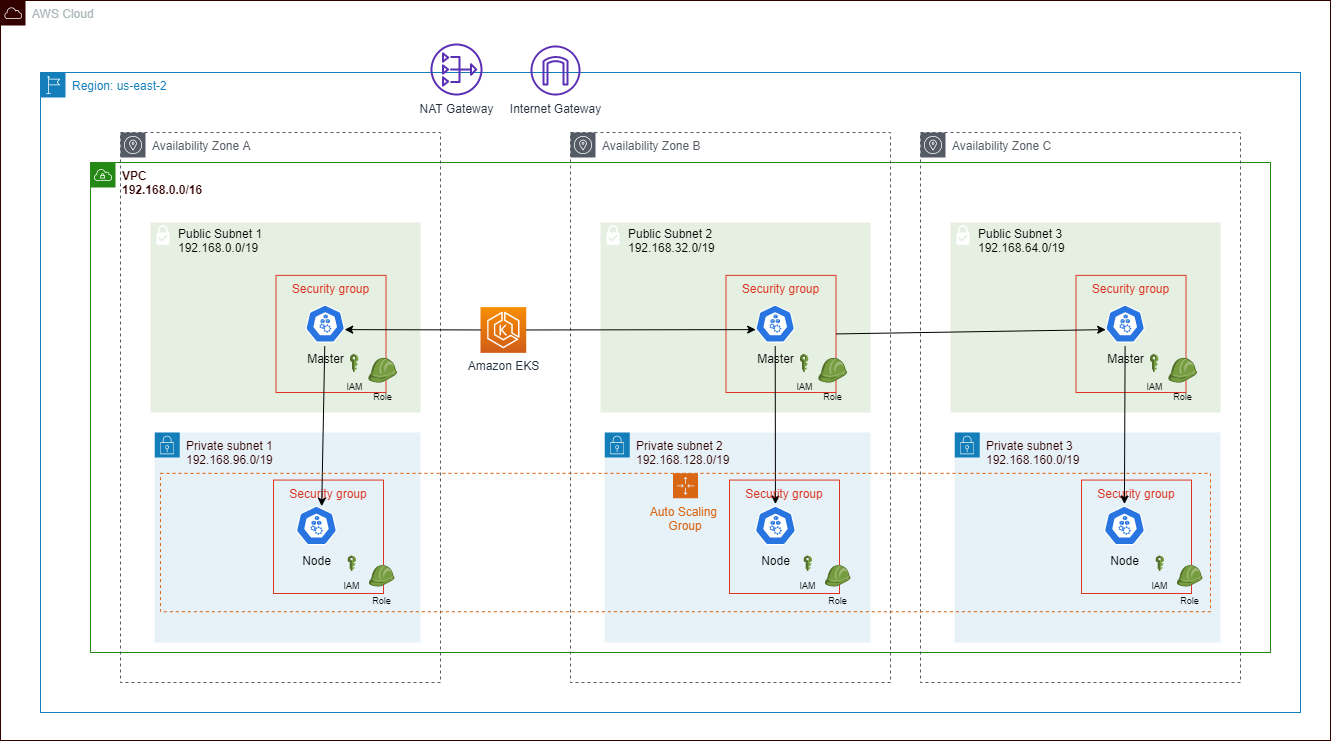 AWS Cloud
NAT Gateway
Internet Gateway
Region: us-east-2
Availability Zone A
Availability Zone B
Availability Zone C
VPC
192.168.0.0/16
Public Subnet 1
192.168.0.0/19
Public Subnet 2
192.168.32.0/19
Public Subnet 3
192.168.64.0/19
Security group
Security group
Security group
Amazon EKS
Master
IAM
Role
Master
IAM
Role
Master
IAM
Role
Private subnet 1
192.168.96.0/19
Private subnet 2
192.168.128.0/19
Private subnet 3
192.168.160.0/19
Security group
Auto Scaling
Group
Security group
Security group
Node
IAM
Role
Node
IAM
Role
Node
IAM
Role